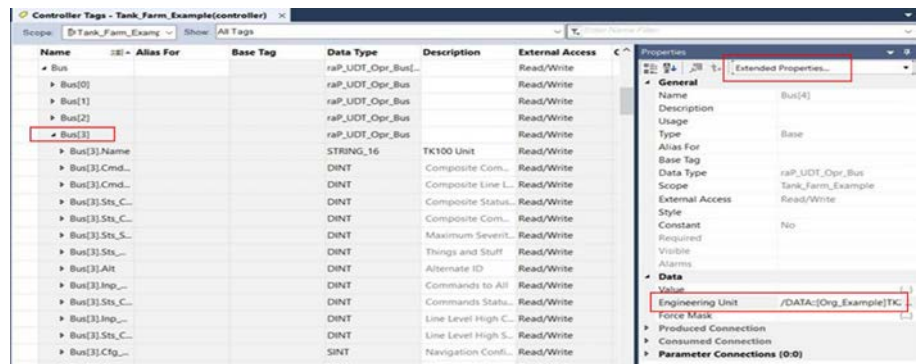 Controller Tags - Tank_Farm_Example(controller) ×
Scope: Tank_Farm_Examp Show: All Tags
Name Alias For Base Tag Data Type Description External Access C
Bus raP_UDT_Opr_Bus[... Read/Write
Bus[0] raP_UDT_Opr_Bus Read/Write
Bus[1] raP_UDT_Opr_Bus Read/Write
Bus[2] raP_UDT_Opr_Bus Read/Write
Bus[3] raP_UDT_Opr_Bus Read/Write
Bus[3].Name STRING_16 TK100 Unit Read/Write
Bus[3].Cmd... DINT Composite Com... Read/Write
Bus[3].Cmd... DINT Composite Line L... Read/Write
Bus[3].Sts_C... DINT Composite Status... Read/Write
Bus[3].Sts_C... DINT Composite Com... Read/Write
Bus[3].Sts_S... DINT Maximum Severit... Read/Write
Bus[3].Sts_... DINT Things and Stuff Read/Write
Bus[3].Alt DINT Alternate ID Read/Write
Bus[3].Inp_... DINT Commands to All Read/Write
Bus[3].Sts_C... DINT Commands Statu... Read/Write
Bus[3].Inp_... DINT Line Level High C... Read/Write
Bus[3].Sts_C... DINT Line Level High S... Read/Write
Bus[3].Cfg_... SINT Navigation Confi... Read/Write
Properties
Extended Properties...
General
Name Bus[4]
Description
Usage
Type Base
Alias For
Base Tag
Data Type raP_UDT_Opr_Bus
Scope Tank_Farm_Example
External Access Read/Write
Style
Constant No
Required
Visible
Alarms
Data
Value {...}
Engineering Unit /DATA::[Org_Example]TK
Force Mask {...}
Produced Connection
Consumed Connection
Parameter Connections {0:0}